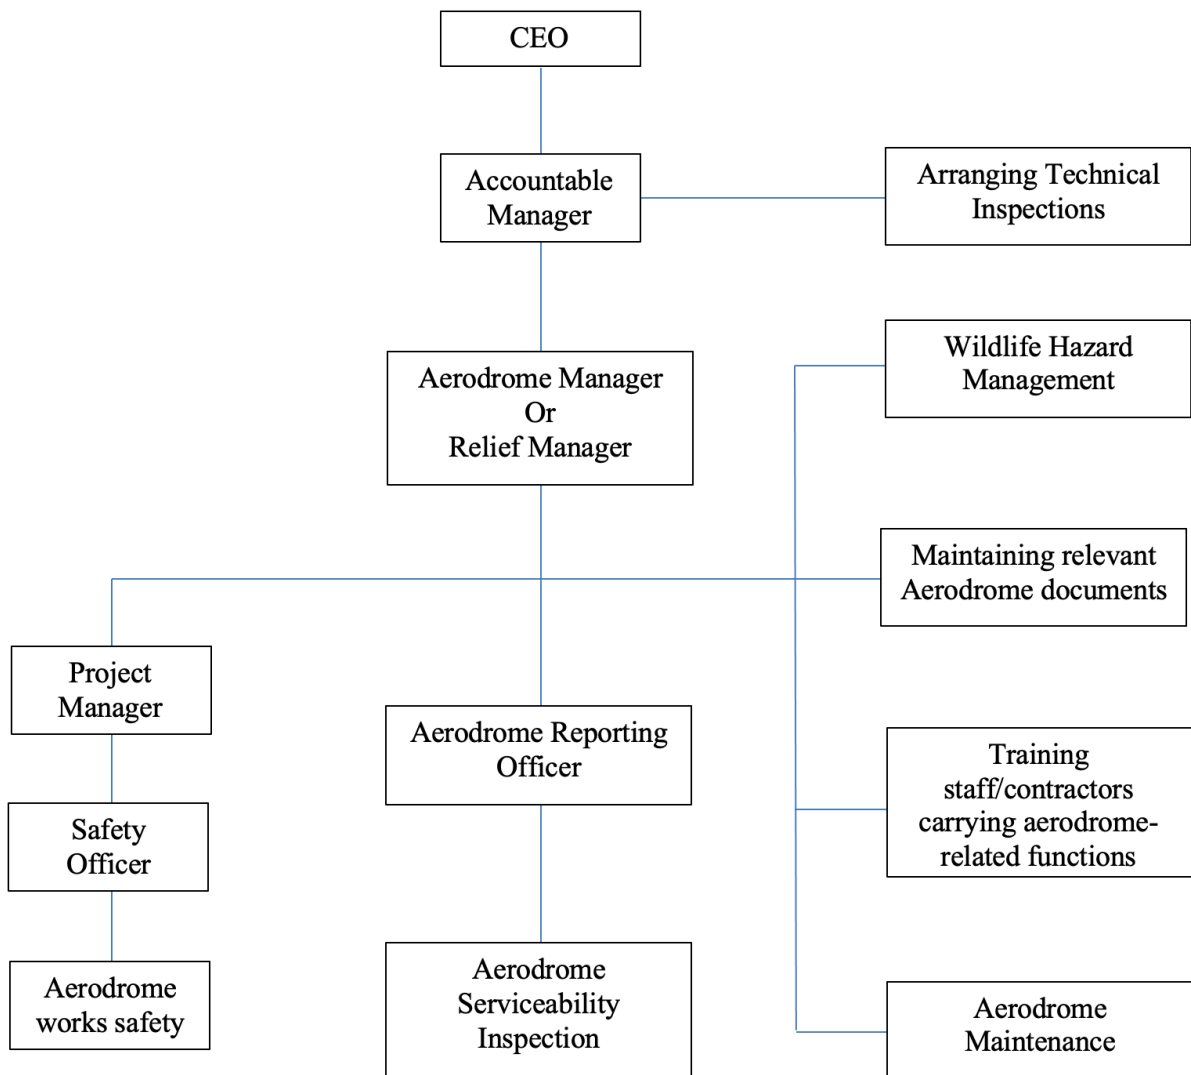 CEO
Accountable
Manager
Arranging Technical
Inspections
Aerodrome Manager
Or
Relief Manager
Wildlife Hazard
Management
Maintaining relevant
Aerodrome documents
Project
Manager
Aerodrome Reporting
Officer
Training
staff/contractors
carrying aerodrome-
related functions
Safety
Officer
Aerodrome
works safety
Aerodrome
Serviceability
Inspection
Aerodrome
Maintenance